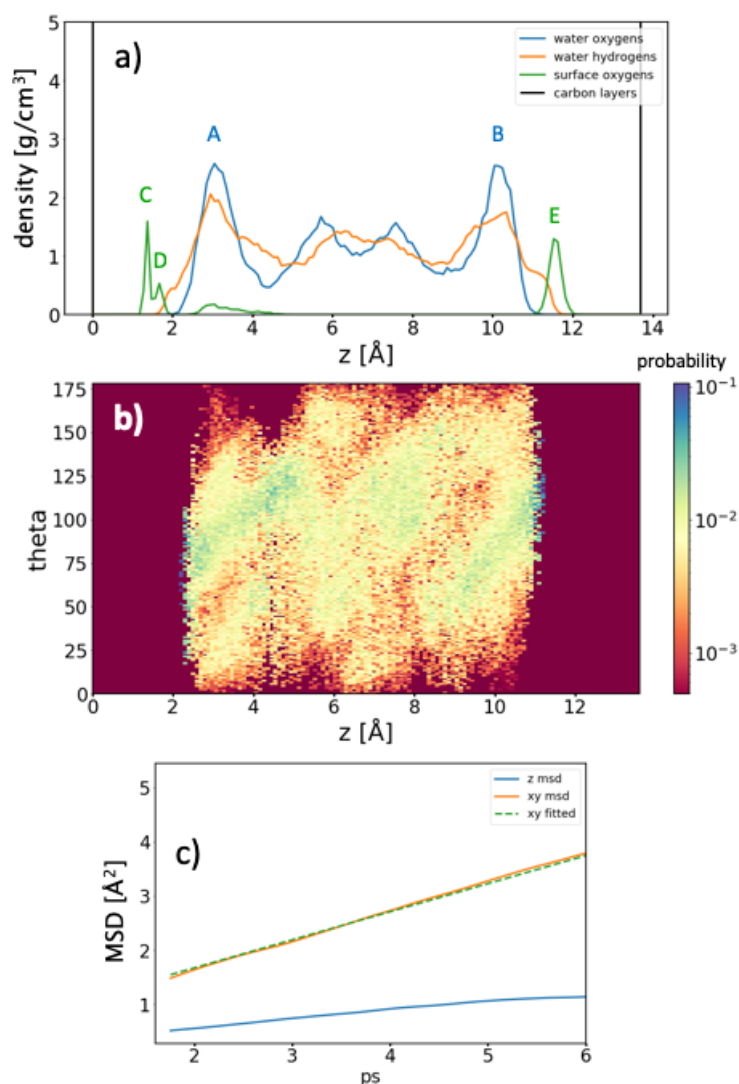 a)
water oxygens
water hydrogens
surface oxygens
carbon layers
A
B
C
D
E
density [g/cm³]
5
4
3
2
1
0
0 2 4 6 8 10 12 14
z [Å]
b)
probability
theta
175
150
125
100
75
50
25
0
0 2 4 6 8 10 12
z [Å]
10⁻¹
10⁻²
10⁻³
c)
z msd
xy msd
xy fitted
MSD [Å²]
5
4
3
2
1
2 3 4 5 6
ps